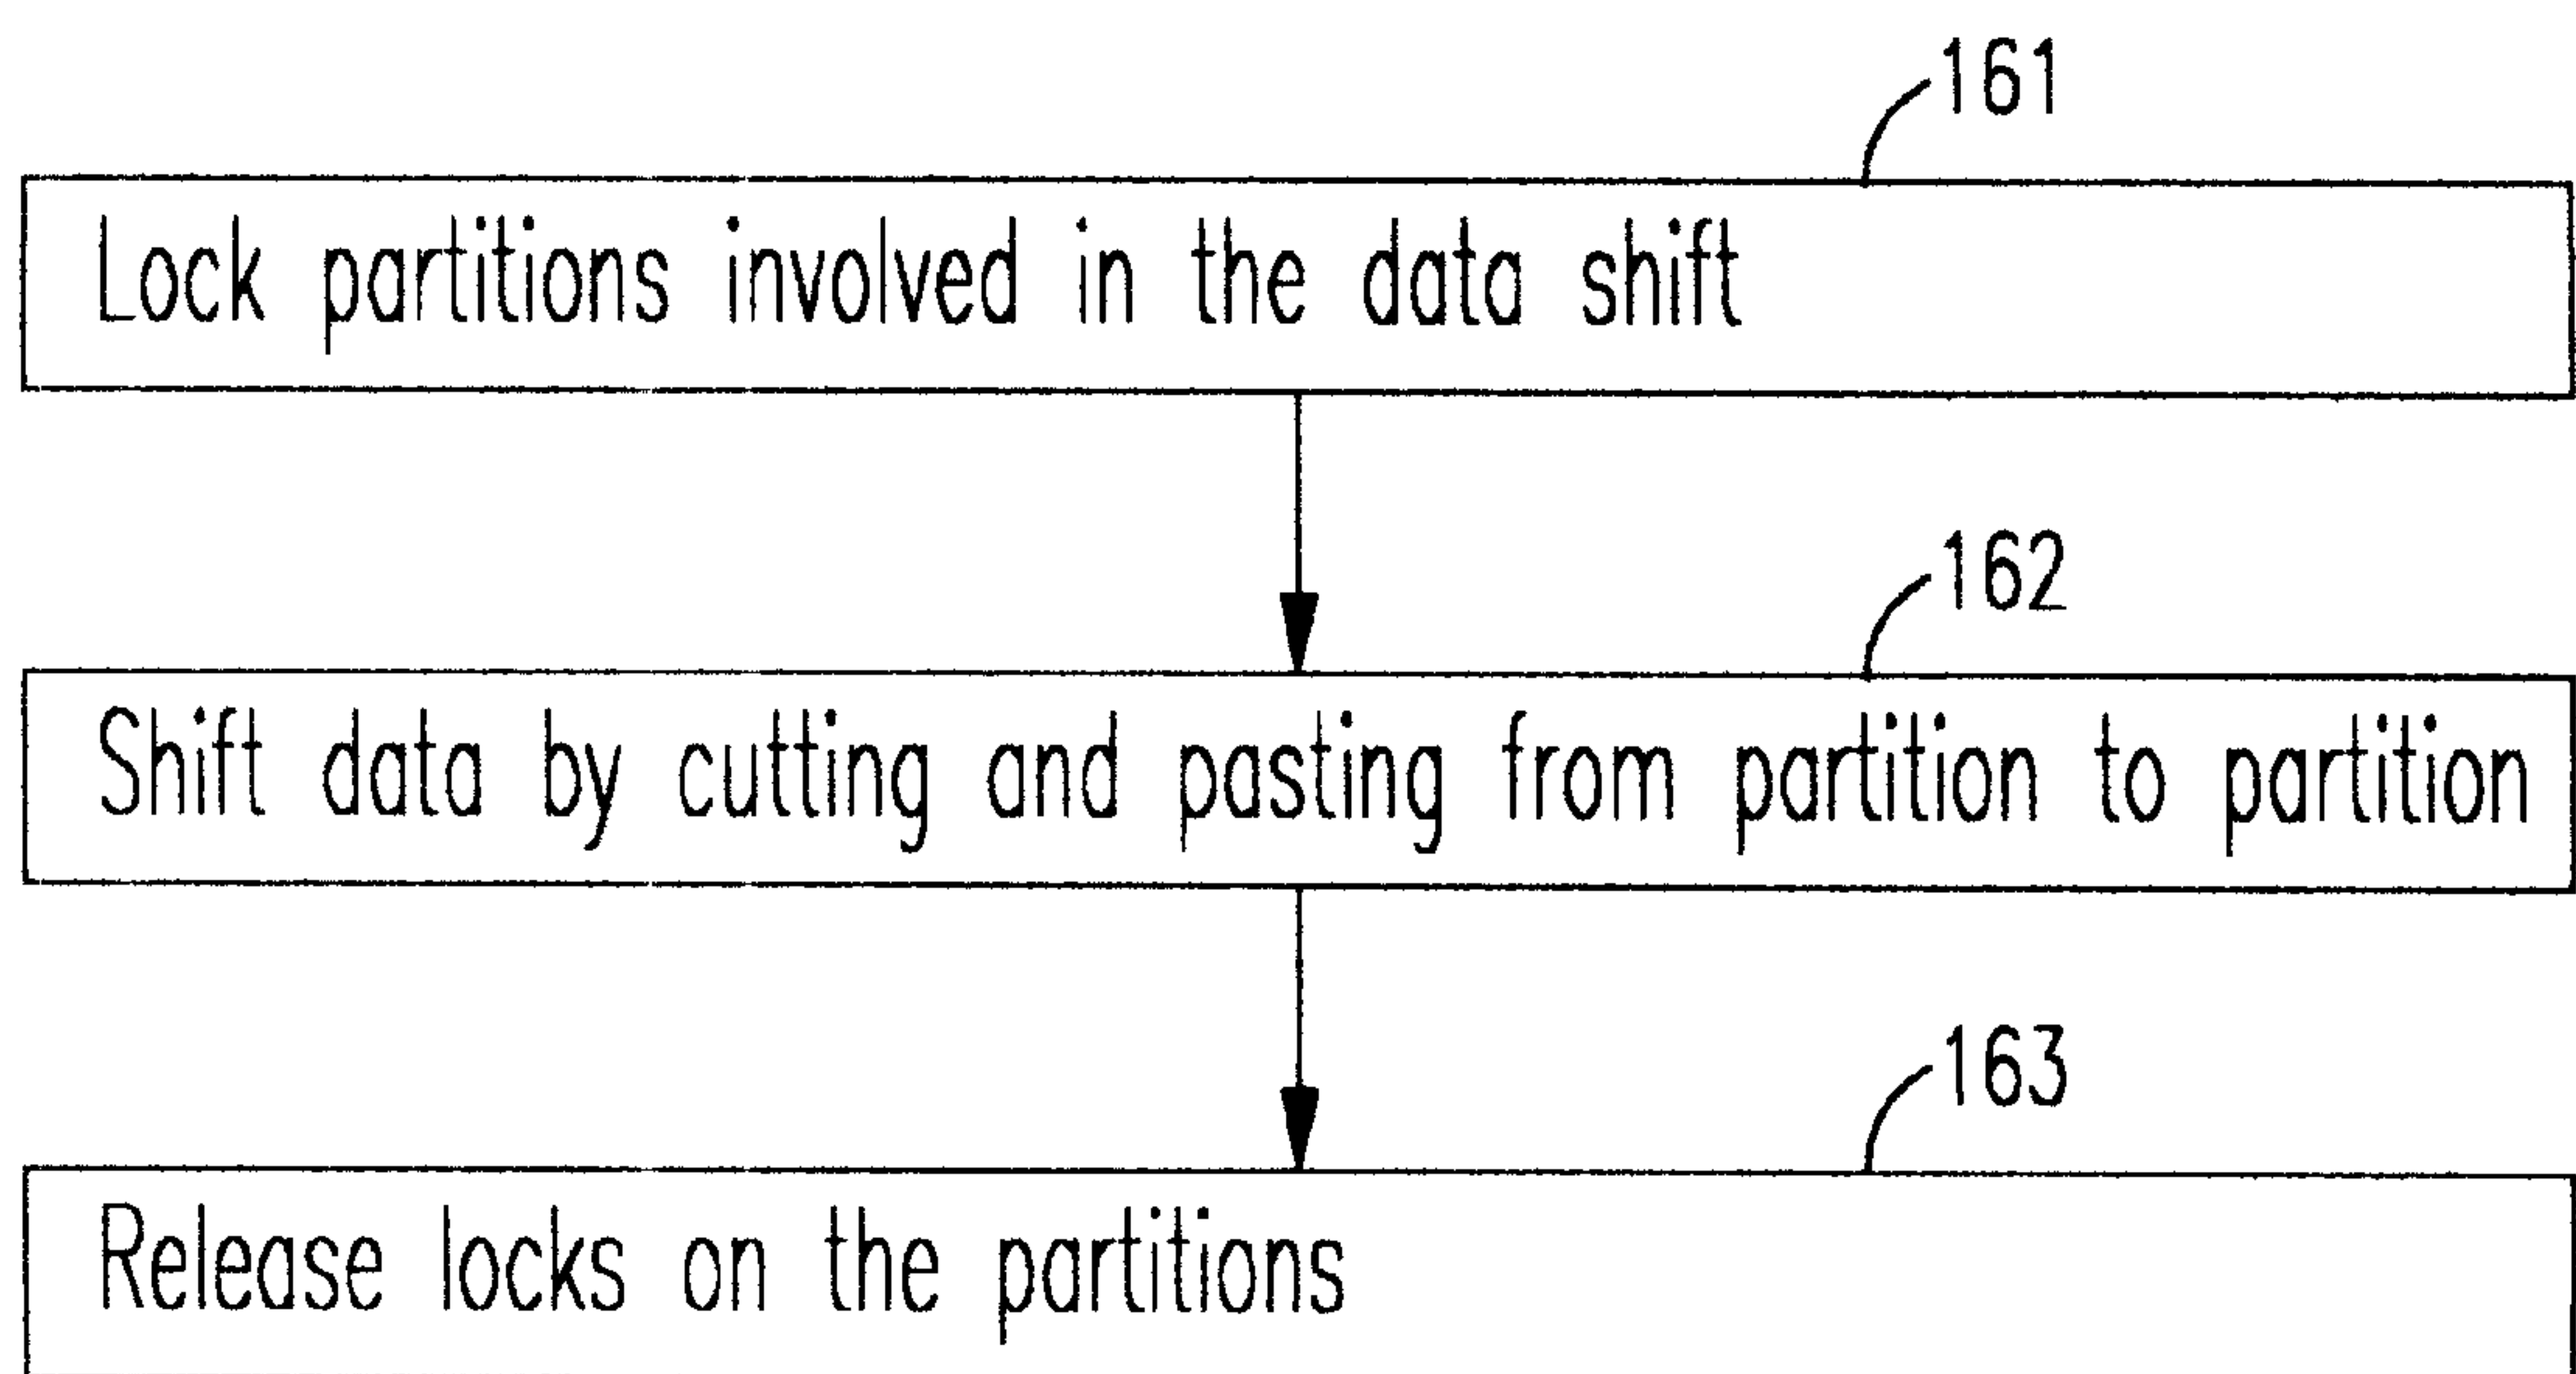 161
Lock partitions involved in the data shift
162
Shift data by cutting and pasting from partition to partition
163
Release locks on the partitions